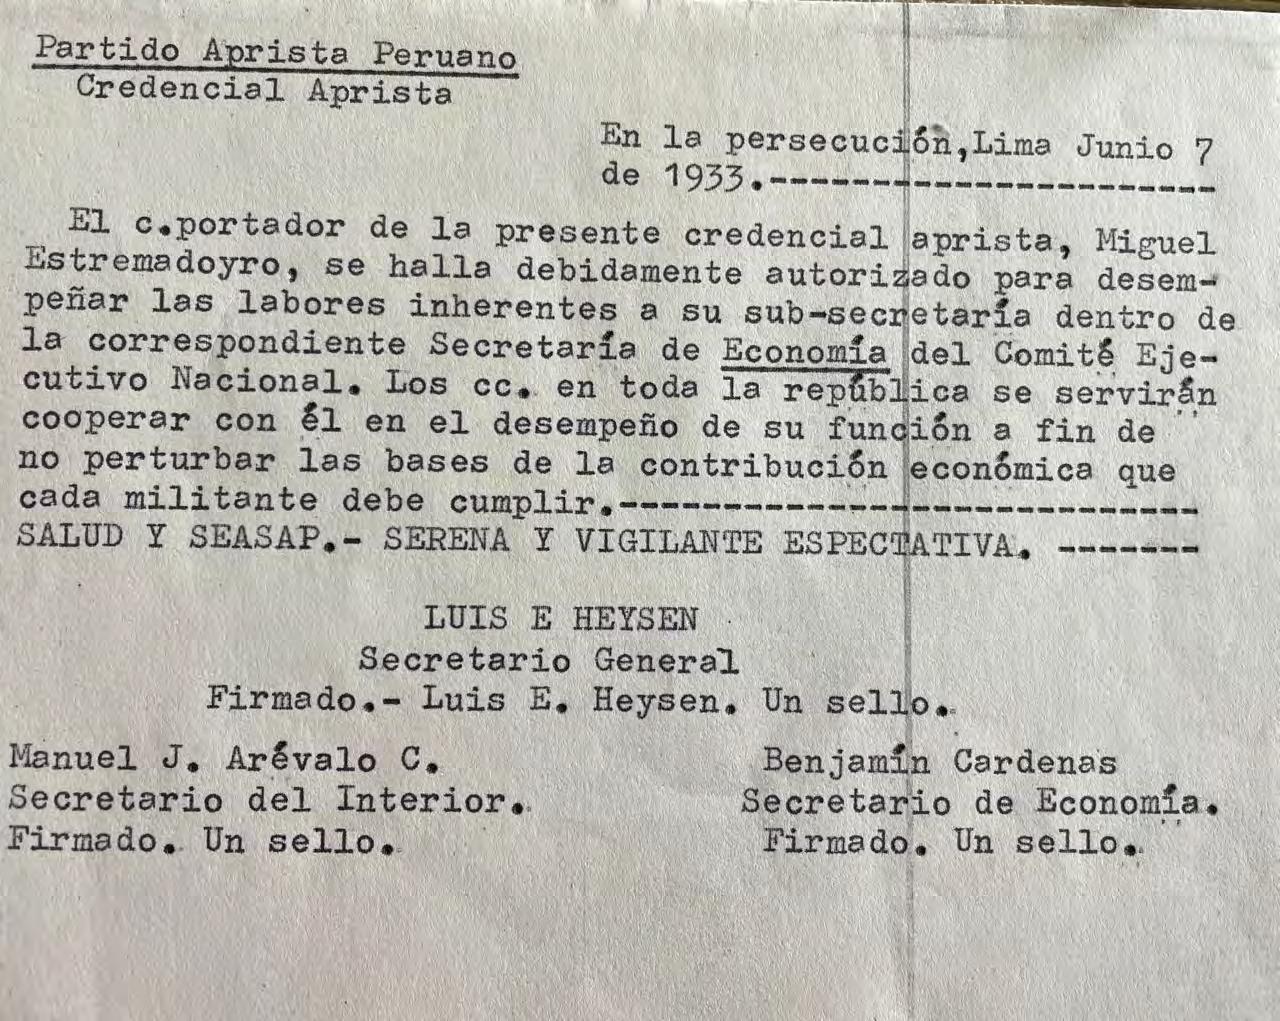 Partido Aprista Peruano
Credencial Aprista
En la persecución,Lima Junio 7
de 1933.----------------------
El c.portador de la presente credencial aprista, Miguel
Estremadoyro, se halla debidamente autorizado para desem-
peñar las labores inherentes a su sub-secretaría dentro de
la correspondiente Secretaría de Economía del Comité Eje-
cutivo Nacional. Los cc. en toda la república se servirán
cooperar con él en el desempeño de su función a fin de
no perturbar las bases de la contribución económica que
cada militante debe cumplir.-----------------------------
SALUD Y SEASAP.- SERENA Y VIGILANTE ESPECTATIVA. -------
LUIS E HEYSEN
Secretario General
Firmado.- Luis E. Heysen. Un sello.
Manuel J. Arévalo C.
Secretario del Interior.
Firmado. Un sello.
Benjamín Cardenas
Secretario de Economía.
Firmado. Un sello.